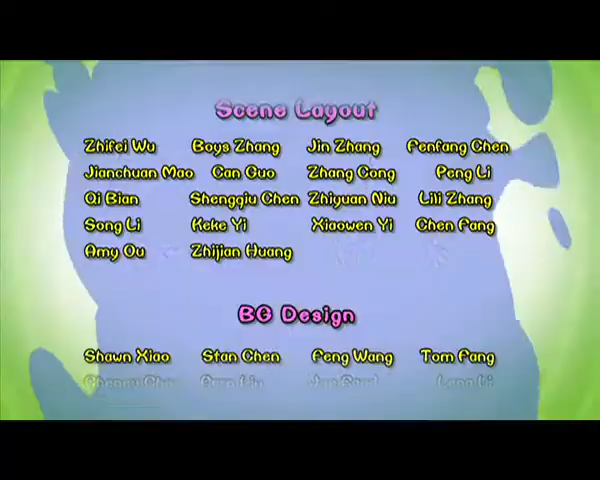 Scene Layout
Zhifei Wu Boys Zhang Jin Zhang Fenfang Chen
Jianchuan Mao Can Guo Zhang Cong Peng Li
Qi Bian Shengqiu Chen Zhiyuan Niu Lili Zhang
Song Li Keke Yi Xiaowen Yi Chen Fang
Amy Ou Zhijian Huang
BG Design
Shawn Xiao Stan Chen Feng Wang Tom Fang